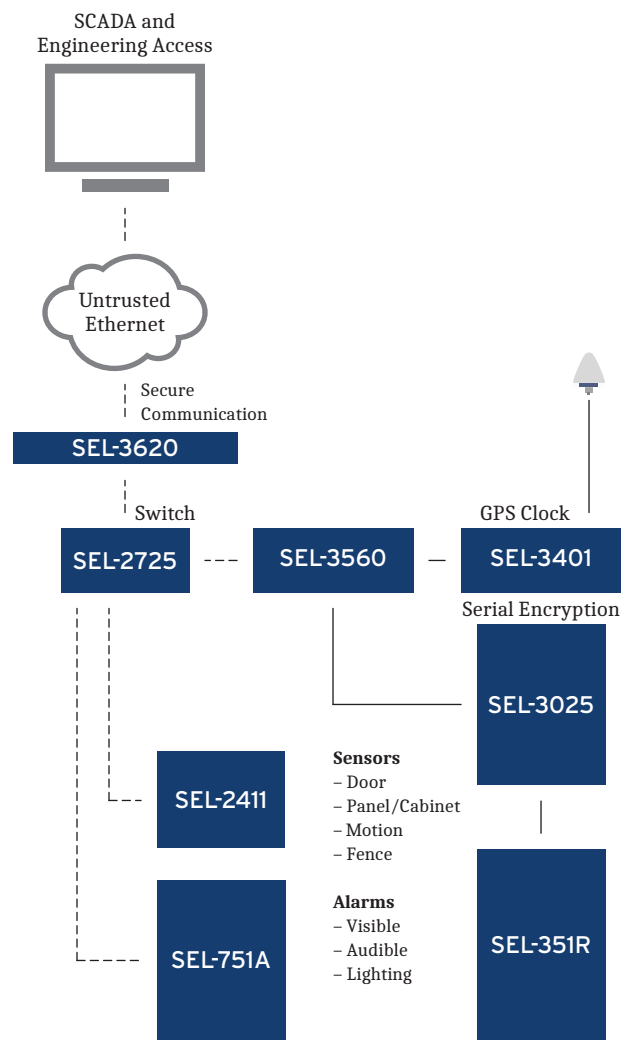 SCADA and
Engineering Access
Untrusted
Ethernet
Secure
Communication
SEL-3620
Switch
GPS Clock
SEL-2725
SEL-3560
SEL-3401
Serial Encryption
SEL-3025
SEL-2411
Sensors
– Door
– Panel/Cabinet
– Motion
– Fence
SEL-751A
Alarms
– Visible
– Audible
– Lighting
SEL-351R